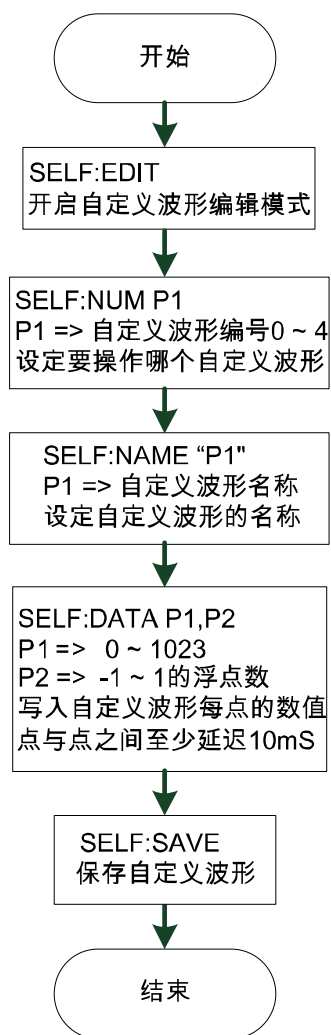 开始
SELF:EDIT
开启自定义波形编辑模式
SELF:NUM P1
P1 => 自定义波形编号0 ~ 4
设定要操作哪个自定义波形
SELF:NAME “P1"
P1 => 自定义波形名称
设定自定义波形的名称
SELF:DATA P1,P2
P1 => 0 ~ 1023
P2 => -1 ~ 1的浮点数
写入自定义波形每点的数值
点与点之间至少延迟10mS
SELF:SAVE
保存自定义波形
结束